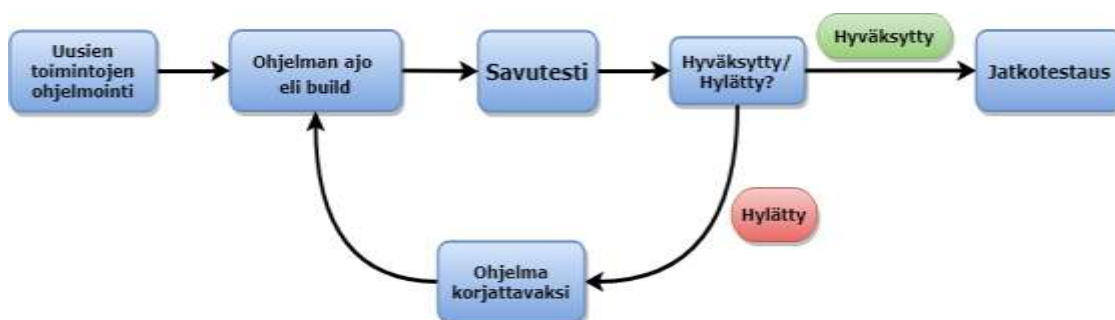 Uusien
toimintojen
ohjelmointi
Ohjelman ajo
eli build
Savutesti
Hyväksytty/
Hylätty?
Hyväksytty
Jatkotestaus
Hylätty
Ohjelma
korjattavaksi